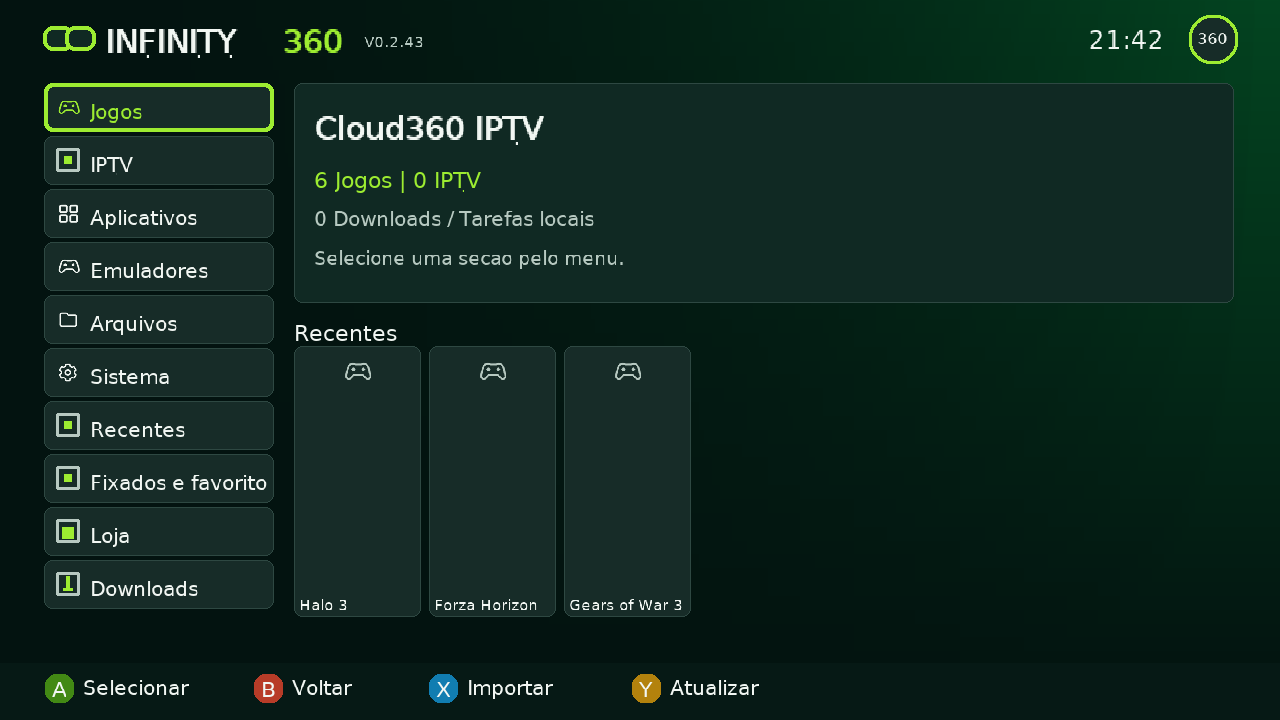 INFINITY 360 V0.2.43
21:42
360
Jogos
IPTV
Aplicativos
Emuladores
Arquivos
Sistema
Recentes
Fixados e favorito
Loja
Downloads
Cloud360 IPTV
6 Jogos | 0 IPTV
0 Downloads / Tarefas locais
Selecione uma secao pelo menu.
Recentes
Halo 3
Forza Horizon
Gears of War 3
A Selecionar
B Voltar
X Importar
Y Atualizar